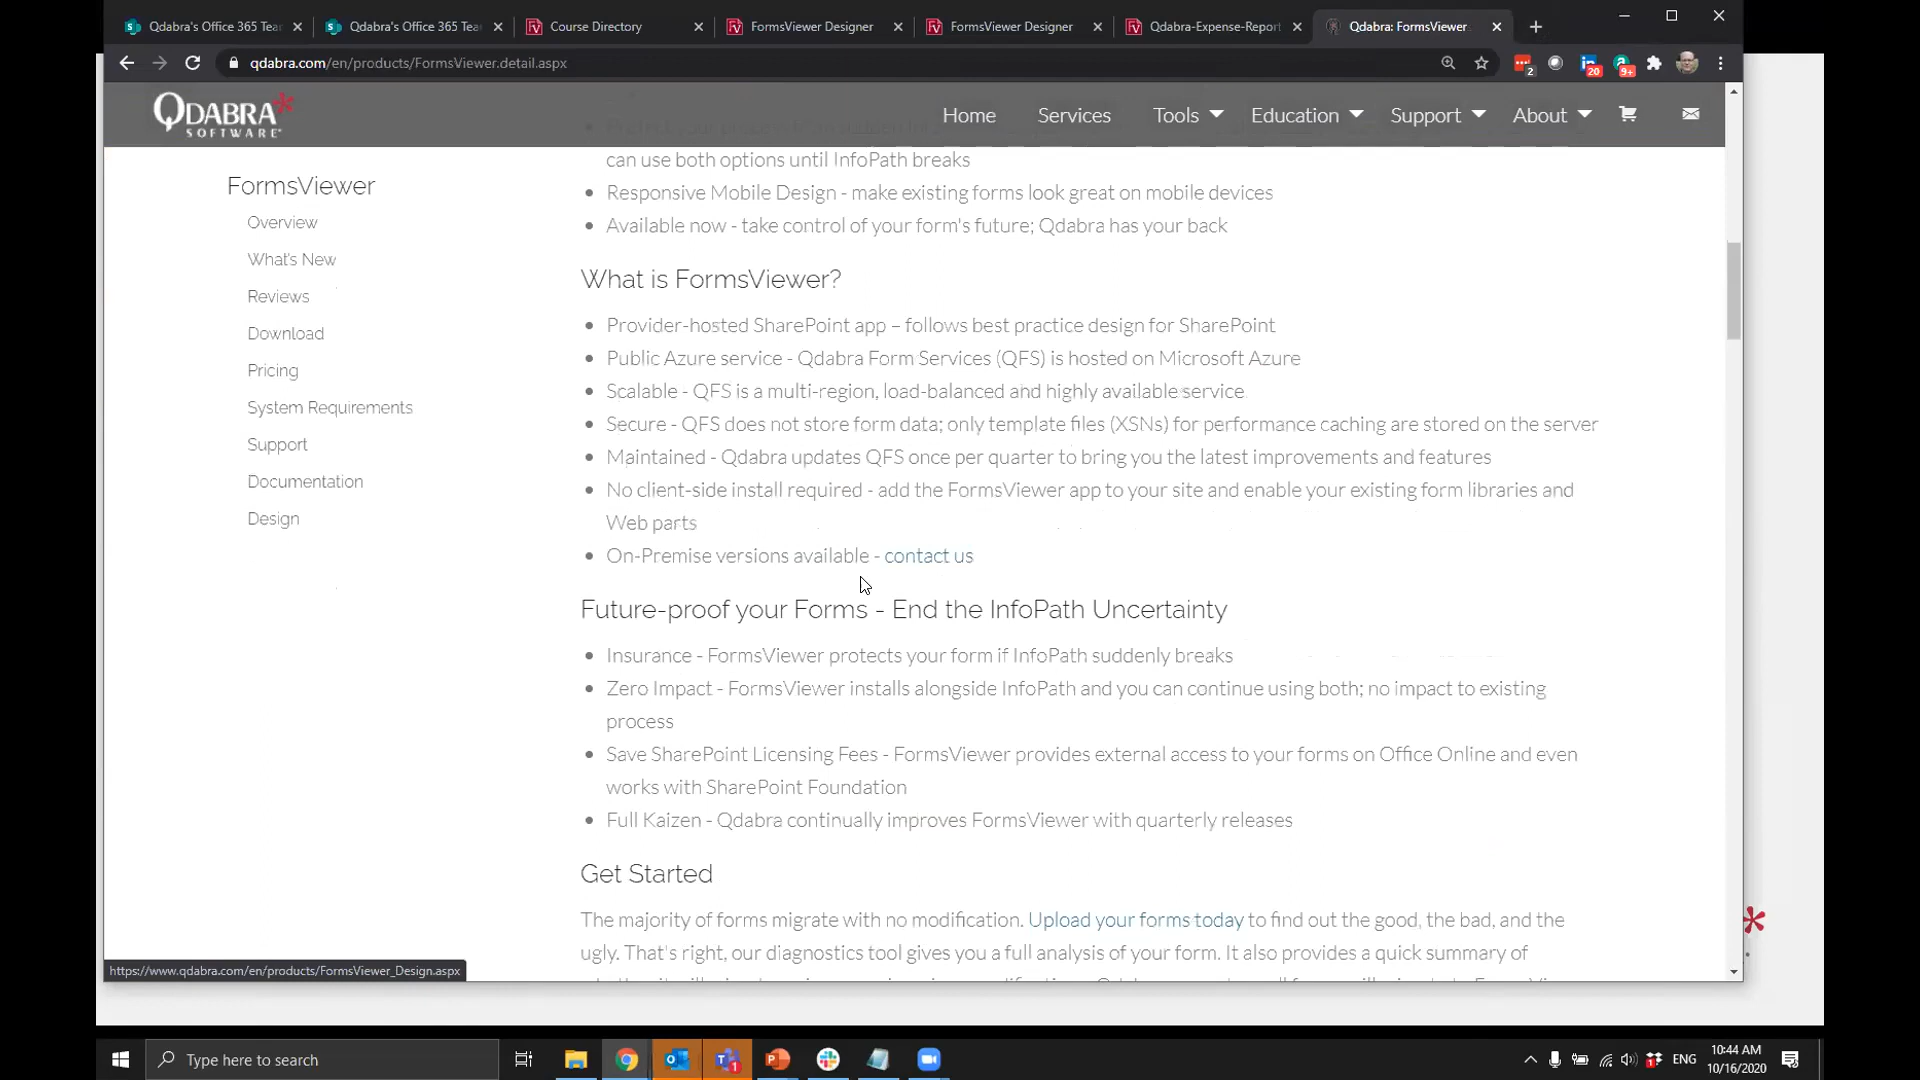 Qdabra's Office 365 Tea
Qdabra's Office 365 Tea
Course Directory
FormsViewer Designer
FormsViewer Designer
Qdabra-Expense-Report
Qdabra: FormsViewer
qdabra.com/en/products/FormsViewer.detail.aspx
2
20
9+
QDABRA*
SOFTWARE
Home
Services
Tools
Education
Support
About
FormsViewer
Overview
What's New
Reviews
Download
Pricing
System Requirements
Support
Documentation
Design
can use both options until InfoPath breaks
Responsive Mobile Design - make existing forms look great on mobile devices
Available now - take control of your form's future; Qdabra has your back
What is FormsViewer?
Provider-hosted SharePoint app – follows best practice design for SharePoint
Public Azure service - Qdabra Form Services (QFS) is hosted on Microsoft Azure
Scalable - QFS is a multi-region, load-balanced and highly available service
Secure - QFS does not store form data; only template files (XSNs) for performance caching are stored on the server
Maintained - Qdabra updates QFS once per quarter to bring you the latest improvements and features
No client-side install required - add the FormsViewer app to your site and enable your existing form libraries and
Web parts
On-Premise versions available - contact us
Future-proof your Forms - End the InfoPath Uncertainty
Insurance - FormsViewer protects your form if InfoPath suddenly breaks
Zero Impact - FormsViewer installs alongside InfoPath and you can continue using both; no impact to existing
process
Save SharePoint Licensing Fees - FormsViewer provides external access to your forms on Office Online and even
works with SharePoint Foundation
Full Kaizen - Qdabra continually improves FormsViewer with quarterly releases
Get Started
The majority of forms migrate with no modification. Upload your forms today to find out the good, the bad, and the
ugly. That's right, our diagnostics tool gives you a full analysis of your form. It also provides a quick summary of
https://www.qdabra.com/en/products/FormsViewer_Design.aspx
Type here to search
ENG
10:44 AM
10/16/2020